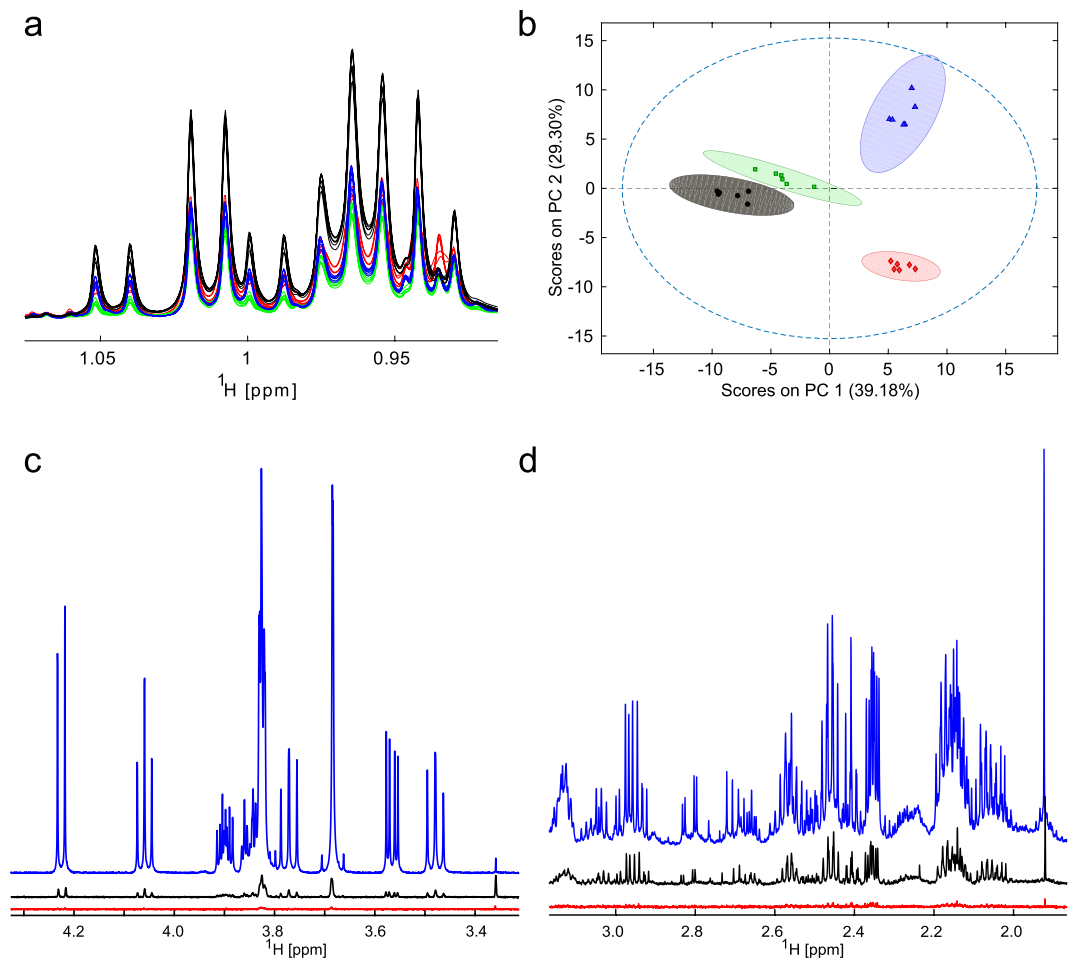 a
1.05 1 0.95
¹H [ppm]
b
Scores on PC 2 (29.30%)
15
10
5
0
-5
-10
-15
-15 -10 -5 0 5 10 15
Scores on PC 1 (39.18%)
c
4.2 4.0 3.8 3.6 3.4
¹H [ppm]
d
3.0 2.8 2.6 2.4 2.2 2.0
¹H [ppm]